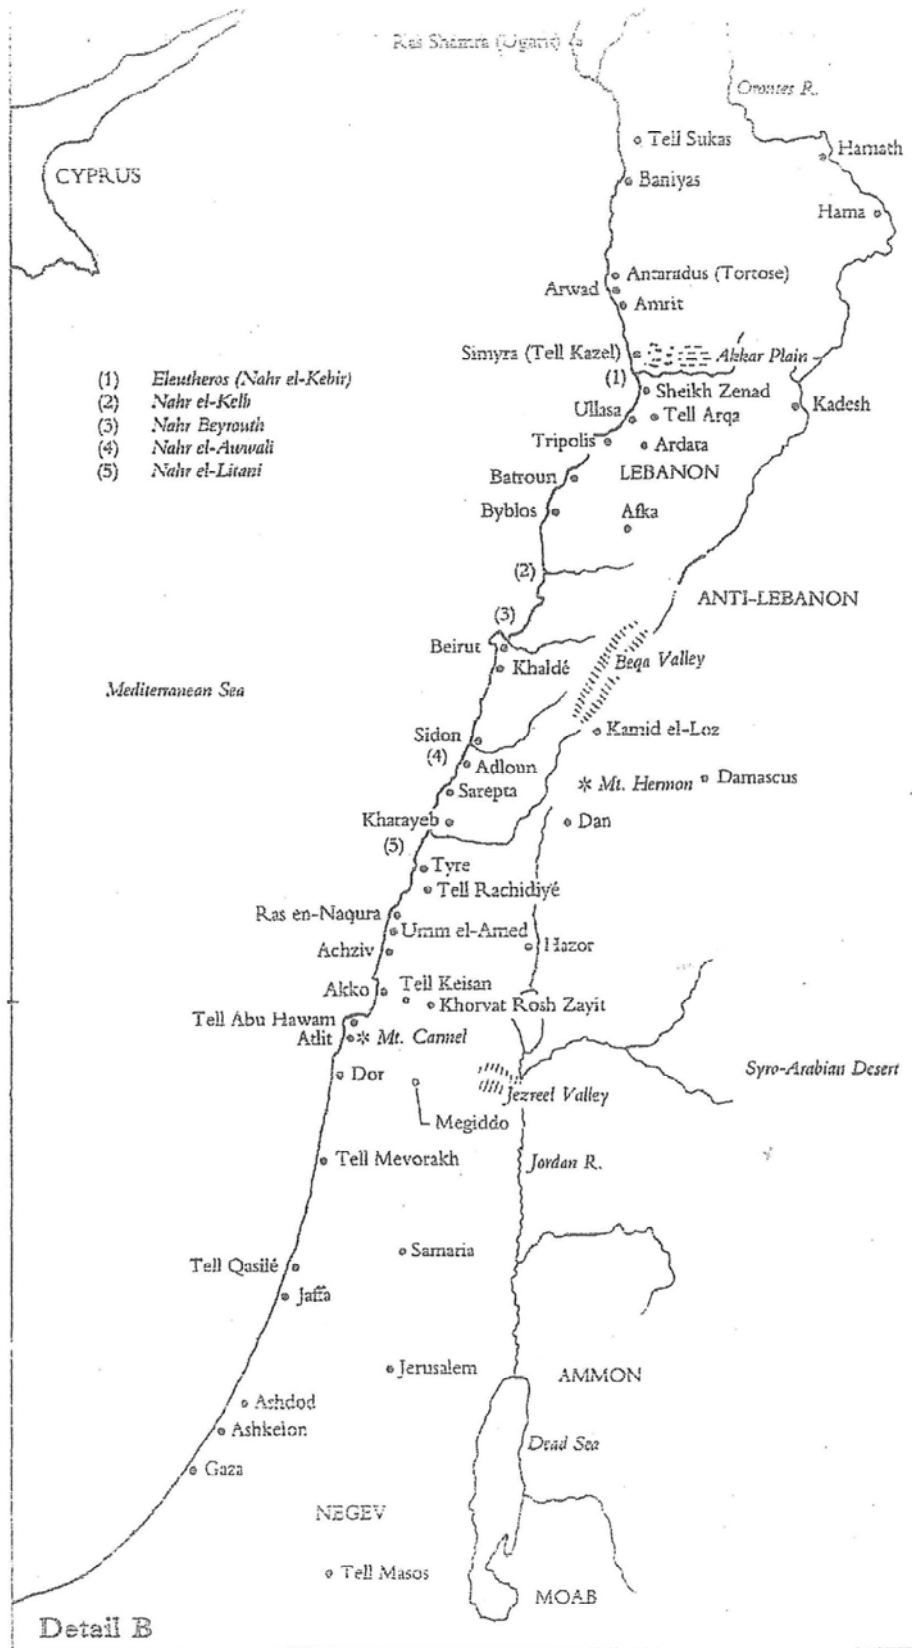 Ras Shamra (Ugarit)
Orontes R.
Tell Sukas
Hamath
CYPRUS
Baniyas
Hama
Antaradus (Tortose)
Arwad
Amrit
Simyra (Tell Kazel)
Akkar Plain
(1) Eleutheros (Nahr el-Kebir)
(2) Nahr el-Kelb
(3) Nahr Beyrouth
(4) Nahr el-Awwali
(5) Nahr el-Litani
(1)
Sheikh Zenad
Kadesh
Ullasa
Tell Arqa
Tripolis
Ardata
Batroun
LEBANON
Byblos
Afka
(2)
ANTI-LEBANON
(3)
Beirut
Khaldé
Beqa Valley
Mediterranean Sea
Sidon
Kamid el-Loz
(4)
Adloun
Mt. Hermon
Damascus
Sarepta
Kharayeb
Dan
(5)
Tyre
Tell Rachidiyé
Ras en-Naqura
Umm el-Amed
Achziv
Hazor
Akko
Tell Keisan
Khorvat Rosh Zayit
Tell Abu Hawam
Atlit
Mt. Carmel
Dor
Syro-Arabian Desert
Jezreel Valley
Megiddo
Tell Mevorakh
Jordan R.
Samaria
Tell Qasilé
Jaffa
Jerusalem
AMMON
Ashdod
Ashkelon
Dead Sea
Gaza
NEGEV
Tell Masos
MOAB
Detail B